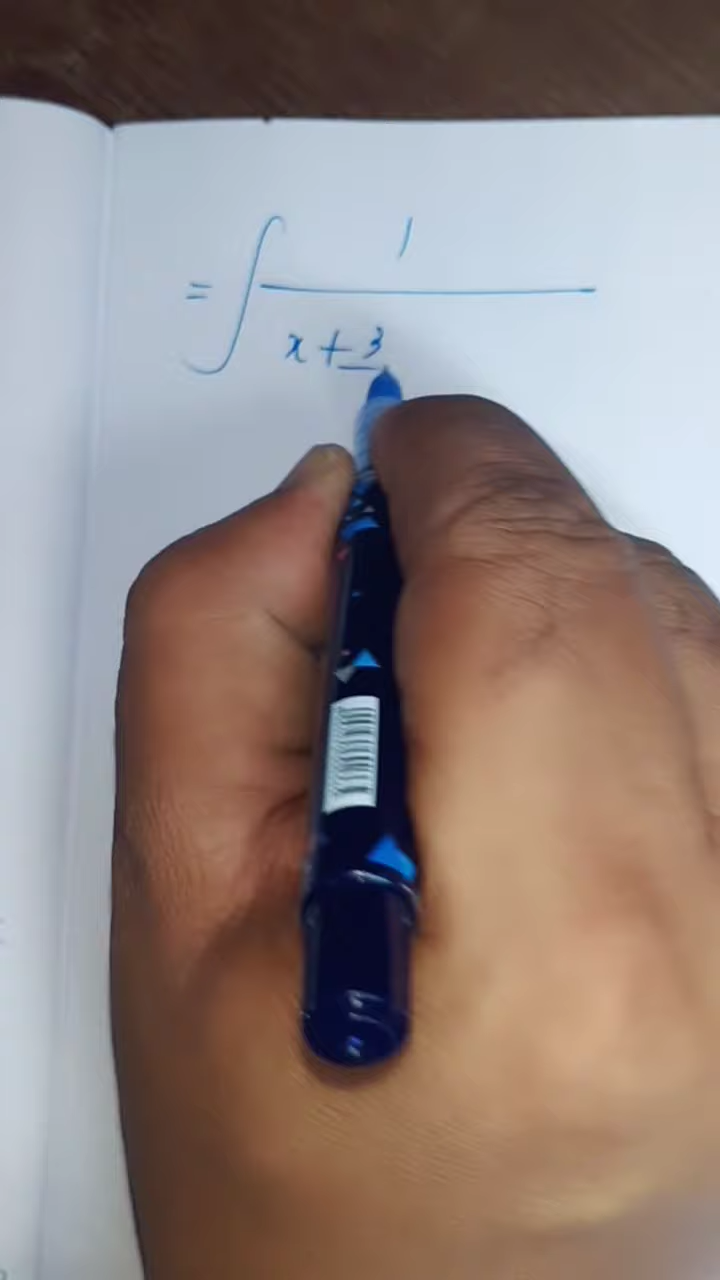 = ∫ 1
x + 3